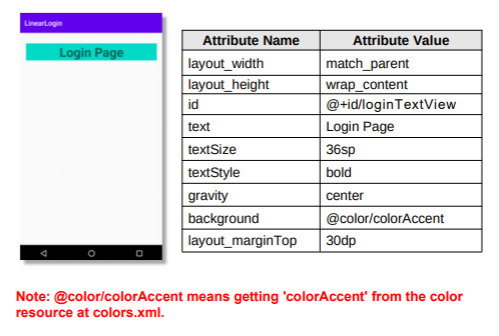 LinearLogin
Login Page
Attribute Name Attribute Value
layout_width match_parent
layout_height wrap_content
id @+id/loginTextView
text Login Page
textSize 36sp
textStyle bold
gravity center
background @color/colorAccent
layout_marginTop 30dp
Note: @color/colorAccent means getting 'colorAccent' from the color
resource at colors.xml.